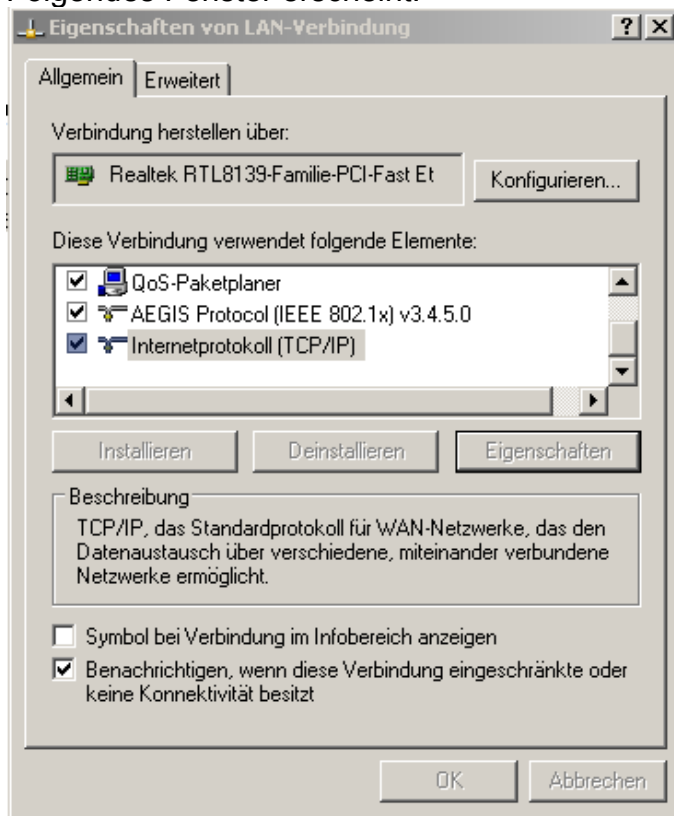 Folgendes Fenster erscheint:
Eigenschaften von LAN-Verbindung
Allgemein
Erweitert
Verbindung herstellen über:
Realtek RTL8139-Familie-PCI-Fast Et
Konfigurieren...
Diese Verbindung verwendet folgende Elemente:
QoS-Paketplaner
AEGIS Protocol (IEEE 802.1x) v3.4.5.0
Internetprotokoll (TCP/IP)
Installieren
Deinstallieren
Eigenschaften
Beschreibung
TCP/IP, das Standardprotokoll für WAN-Netzwerke, das den
Datenaustausch über verschiedene, miteinander verbundene
Netzwerke ermöglicht.
Symbol bei Verbindung im Infobereich anzeigen
Benachrichtigen, wenn diese Verbindung eingeschränkte oder
keine Konnektivität besitzt
OK
Abbrechen